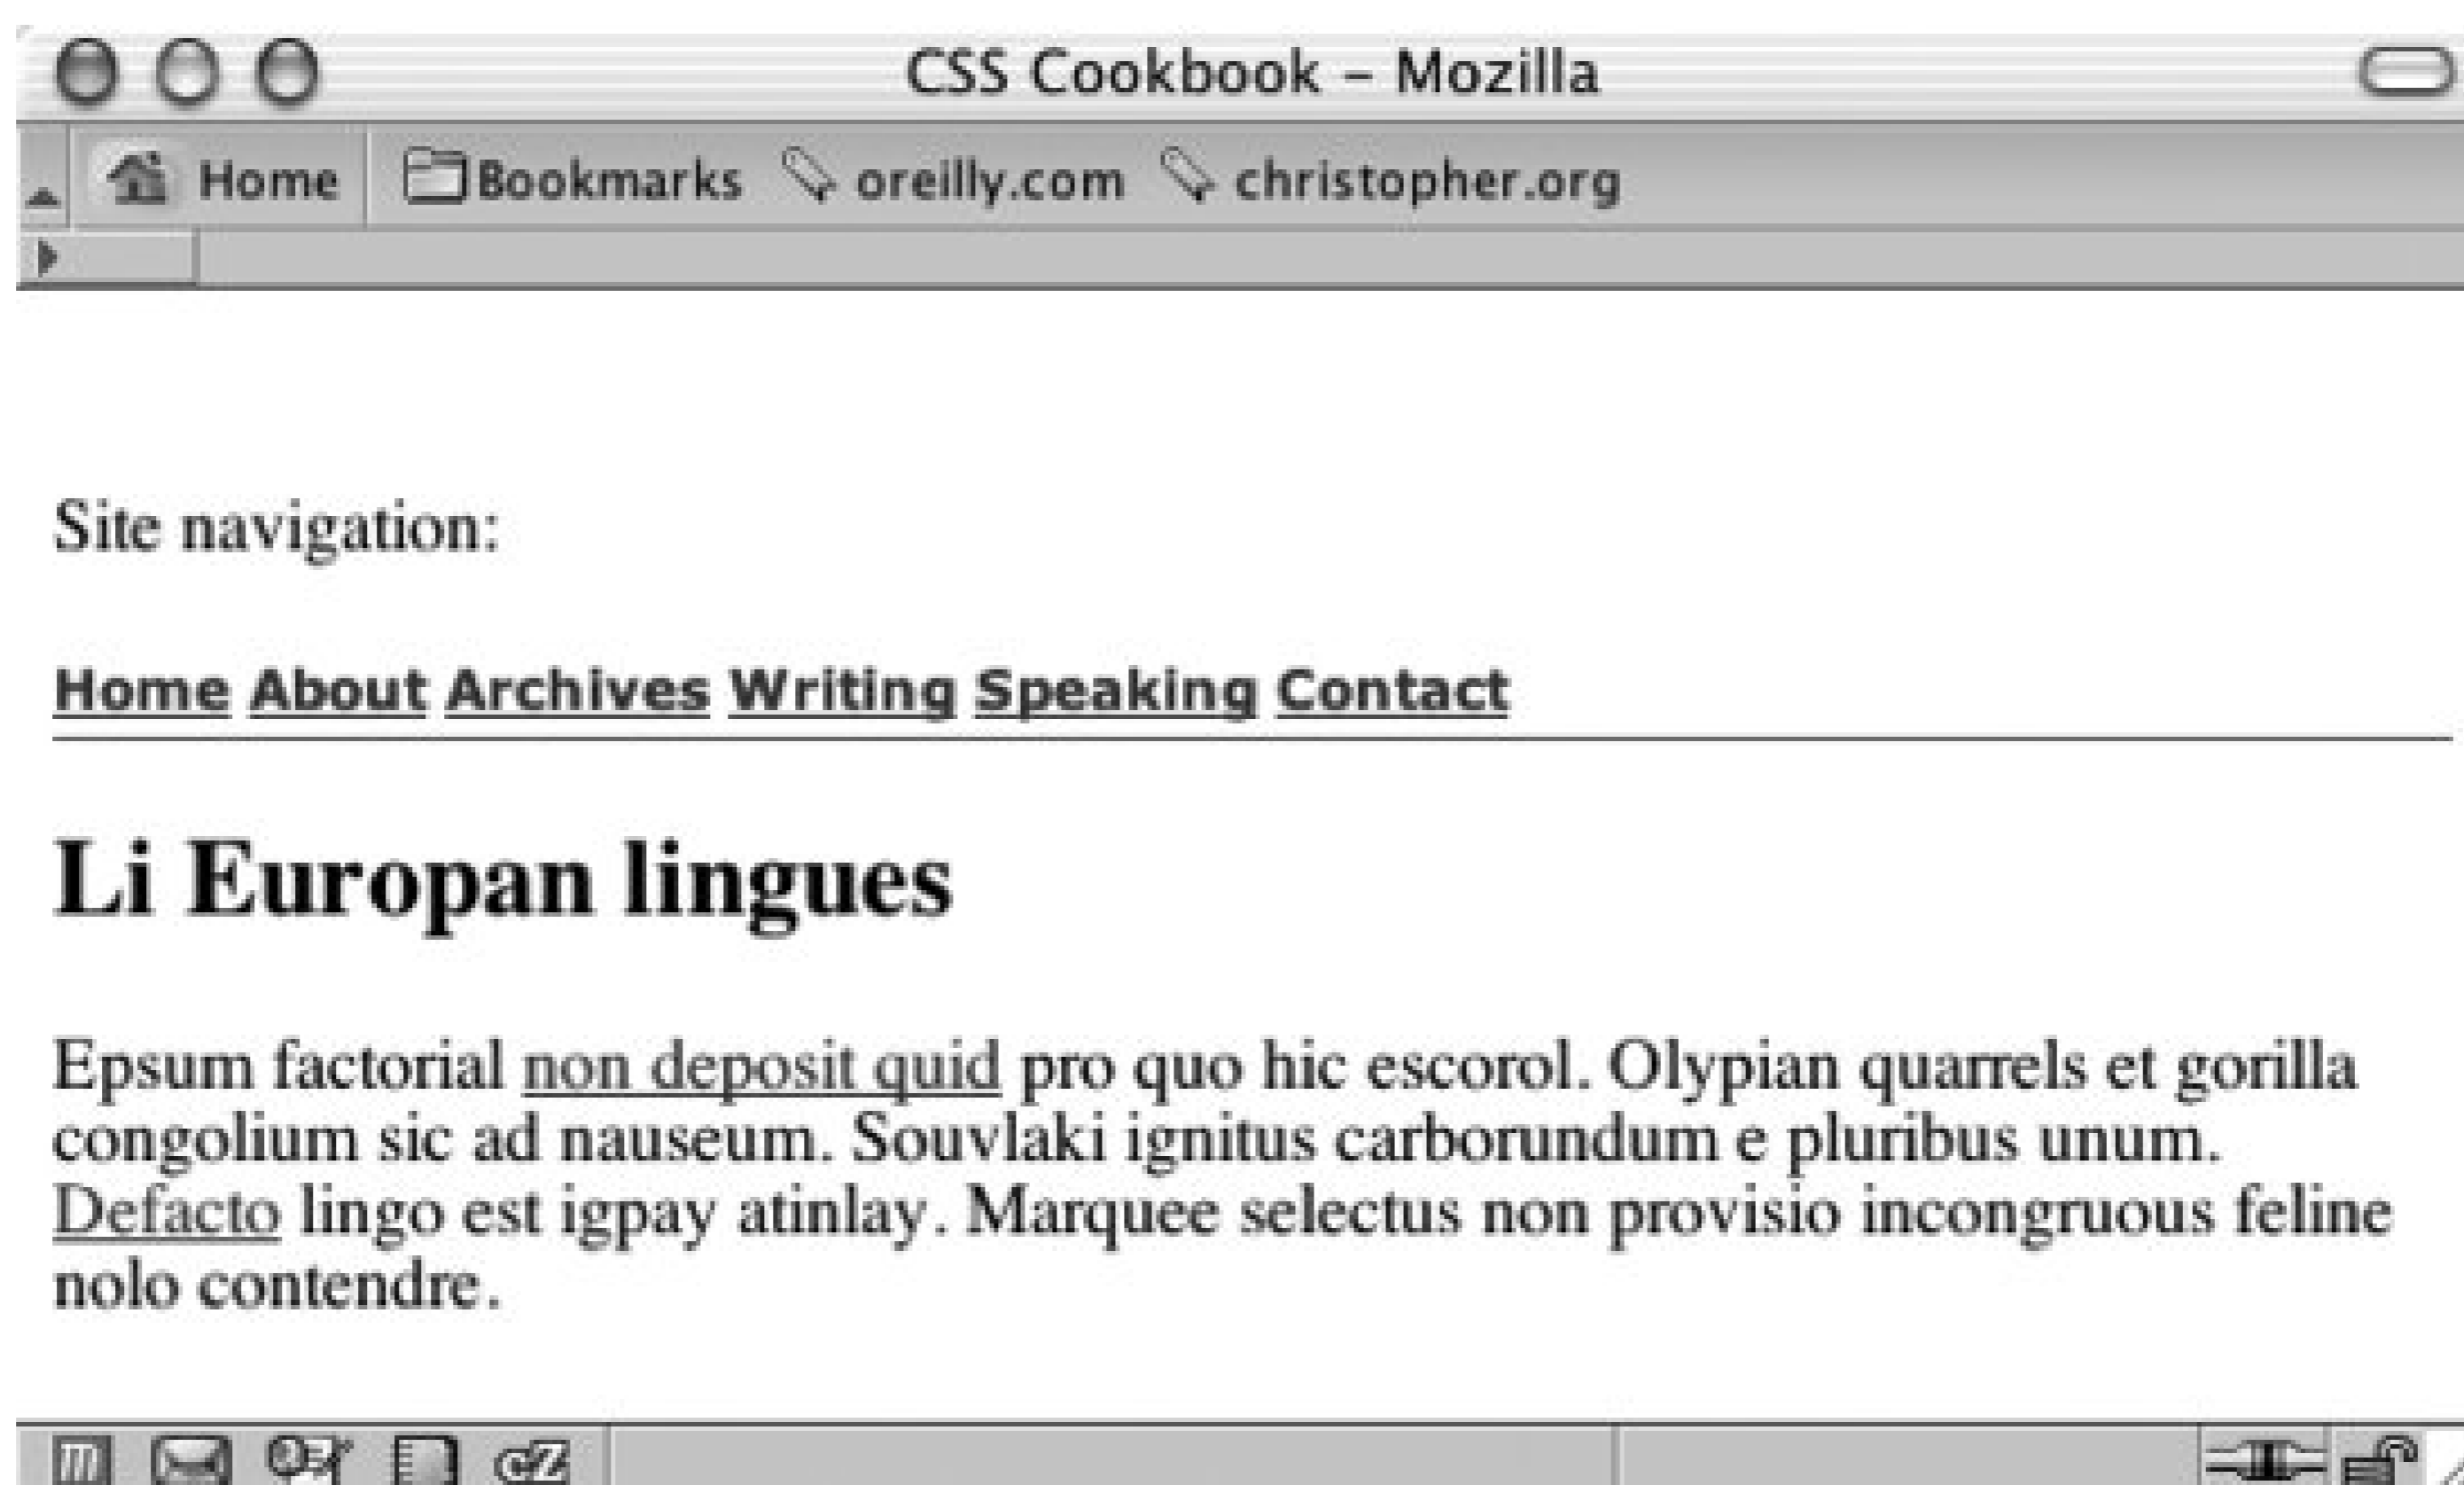 CSS Cookbook – Mozilla
Home Bookmarks oreilly.com christopher.org
Site navigation:
Home About Archives Writing Speaking Contact
Li Europan lingues
Epsum factorial non deposit quid pro quo hic escorol. Olypian quarrels et gorilla
congolium sic ad nauseum. Souvlaki ignitus carborundum e pluribus unum.
Defacto lingo est igpay atinlay. Marquee selectus non provisio incongruous feline
nolo contendre.
m cZ